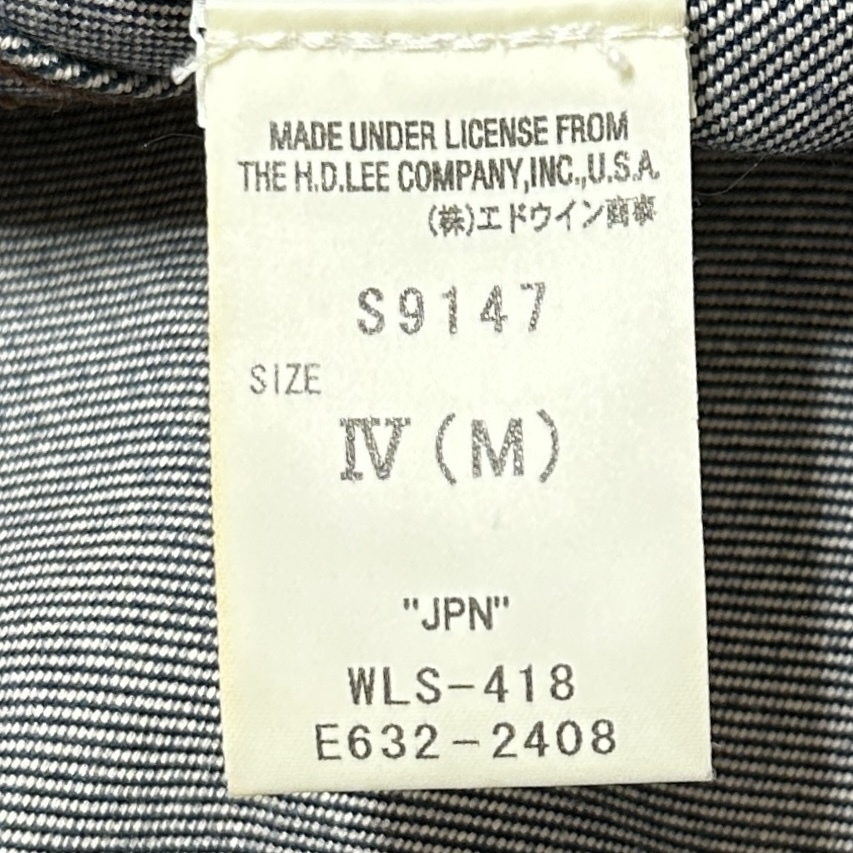 MADE UNDER LICENSE FROM
THE H.D.LEE COMPANY,INC.,U.S.A.
(株)エドウイン商事
S9147
SIZE
Ⅳ(M)
"JPN"
WLS-418
E632-2408